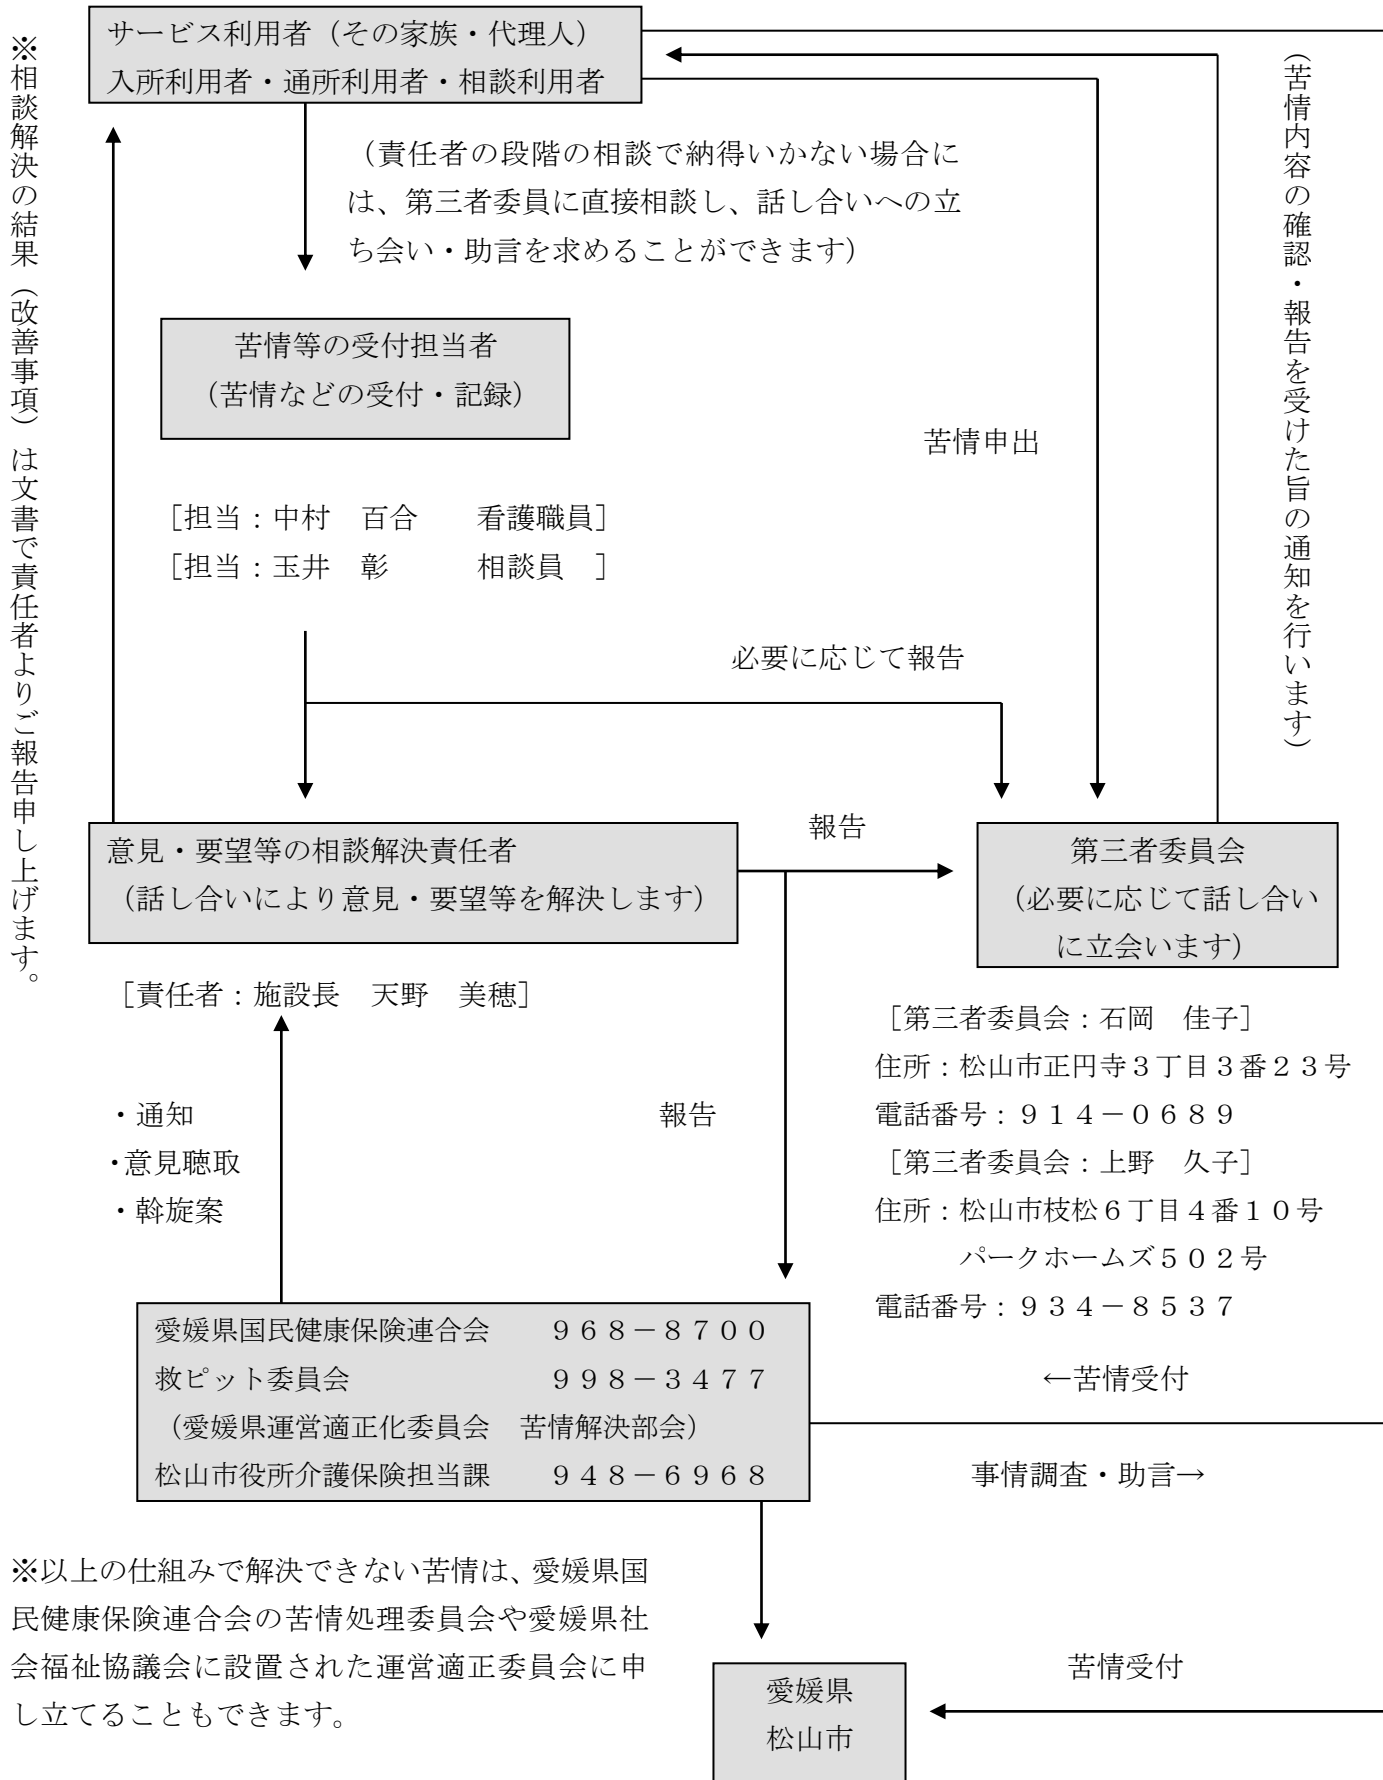 サービス利用者（その家族・代理人）
入所利用者・通所利用者・相談利用者
※相談解決の結果（改善事項）は文書で責任者よりご報告申し上げます。
（苦情内容の確認・報告を受けた旨の通知を行います）
（責任者の段階の相談で納得いかない場合に
は、第三者委員に直接相談し、話し合いへの立
ち会い・助言を求めることができます）
苦情等の受付担当者
（苦情などの受付・記録）
苦情申出
［担当：中村　百合　　看護職員］
［担当：玉井　彰　　　相談員　］
必要に応じて報告
意見・要望等の相談解決責任者
（話し合いにより意見・要望等を解決します）
報告
第三者委員会
（必要に応じて話し合い
に立会います）
［責任者：施設長　天野　美穂］
［第三者委員会：石岡　佳子］
住所：松山市正円寺３丁目３番２３号
電話番号：９１４－０６８９
［第三者委員会：上野　久子］
住所：松山市枝松６丁目４番１０号
パークホームズ５０２号
電話番号：９３４－８５３７
・通知
・意見聴取
・斡旋案
報告
愛媛県国民健康保険連合会　　９６８－８７００
救ピット委員会　　　　　　　９９８－３４７７
（愛媛県運営適正化委員会　苦情解決部会）
松山市役所介護保険担当課　　９４８－６９６８
←苦情受付
事情調査・助言→
※以上の仕組みで解決できない苦情は、愛媛県国
民健康保険連合会の苦情処理委員会や愛媛県社
会福祉協議会に設置された運営適正委員会に申
し立てることもできます。
愛媛県
松山市
苦情受付